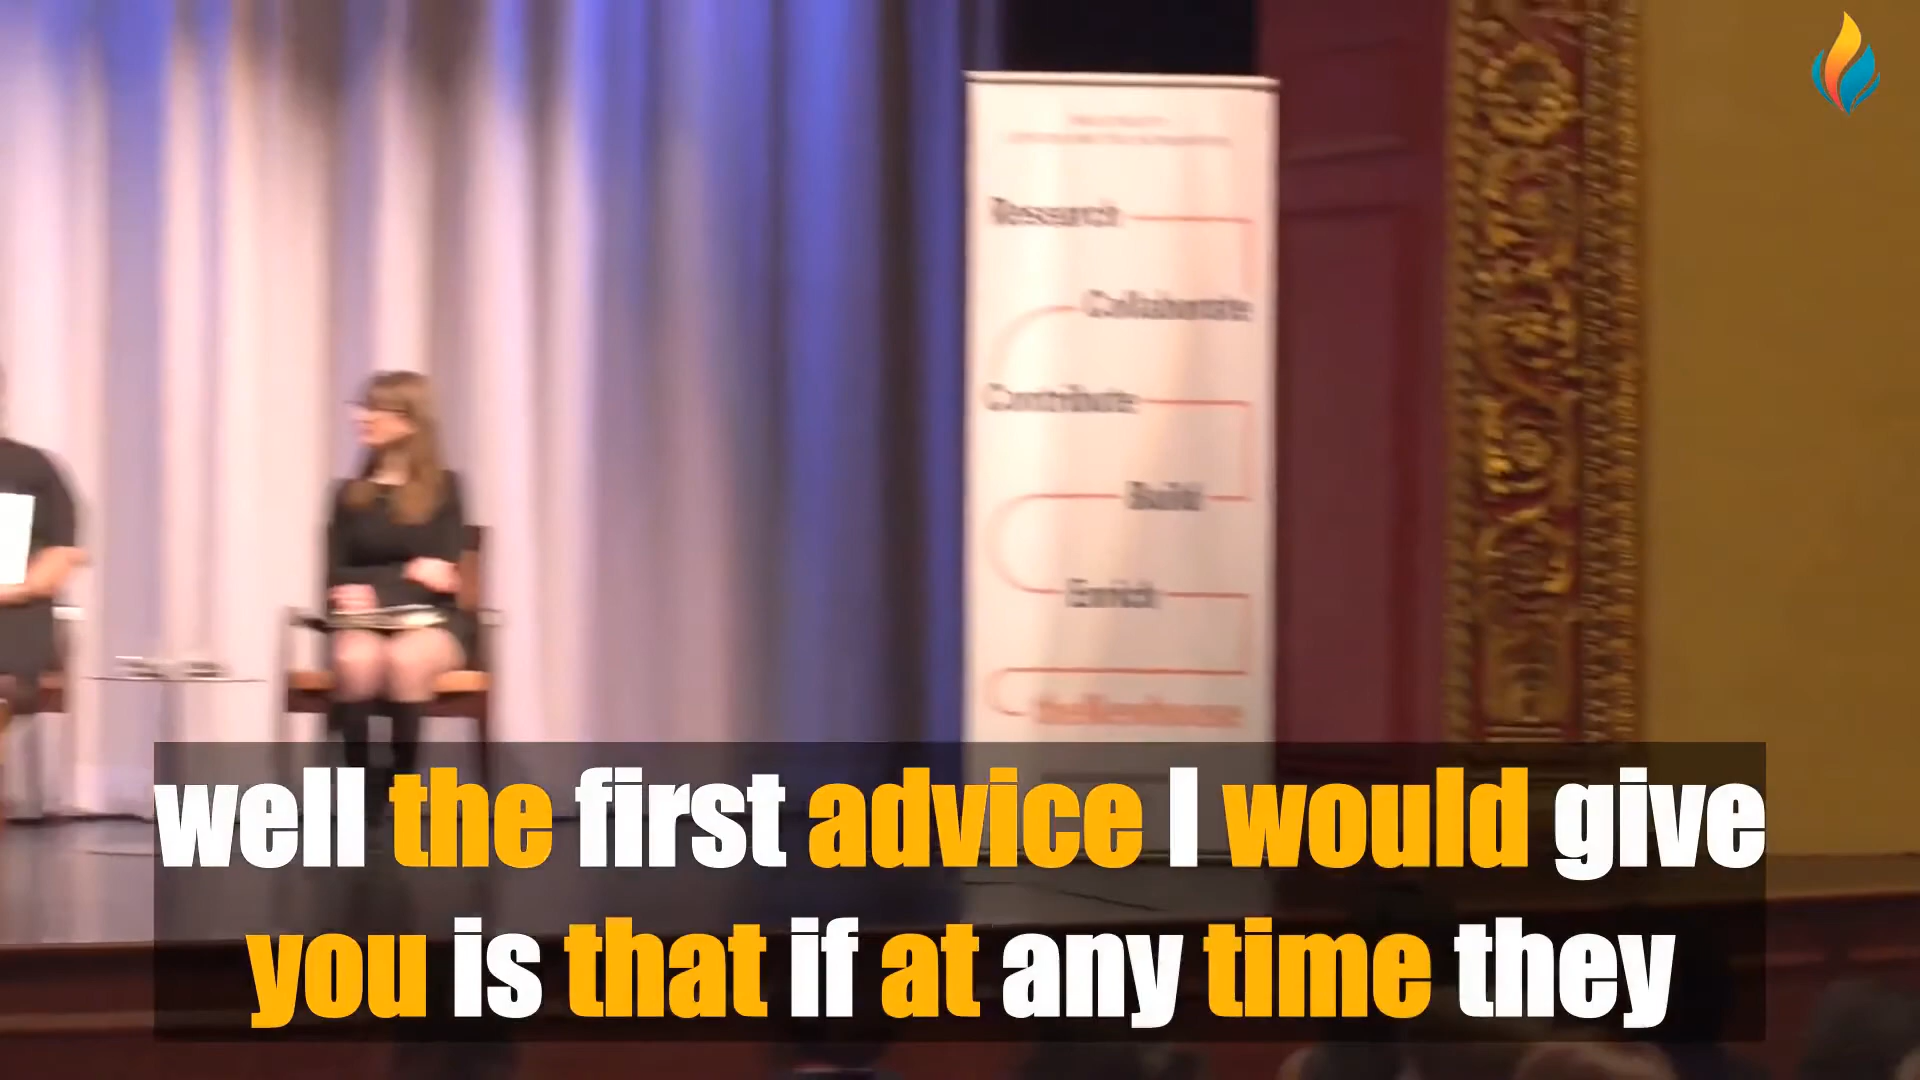 Research
Collaborate
Contribute
Build
Enrich
well the first advice I would give
you is that if at any time they